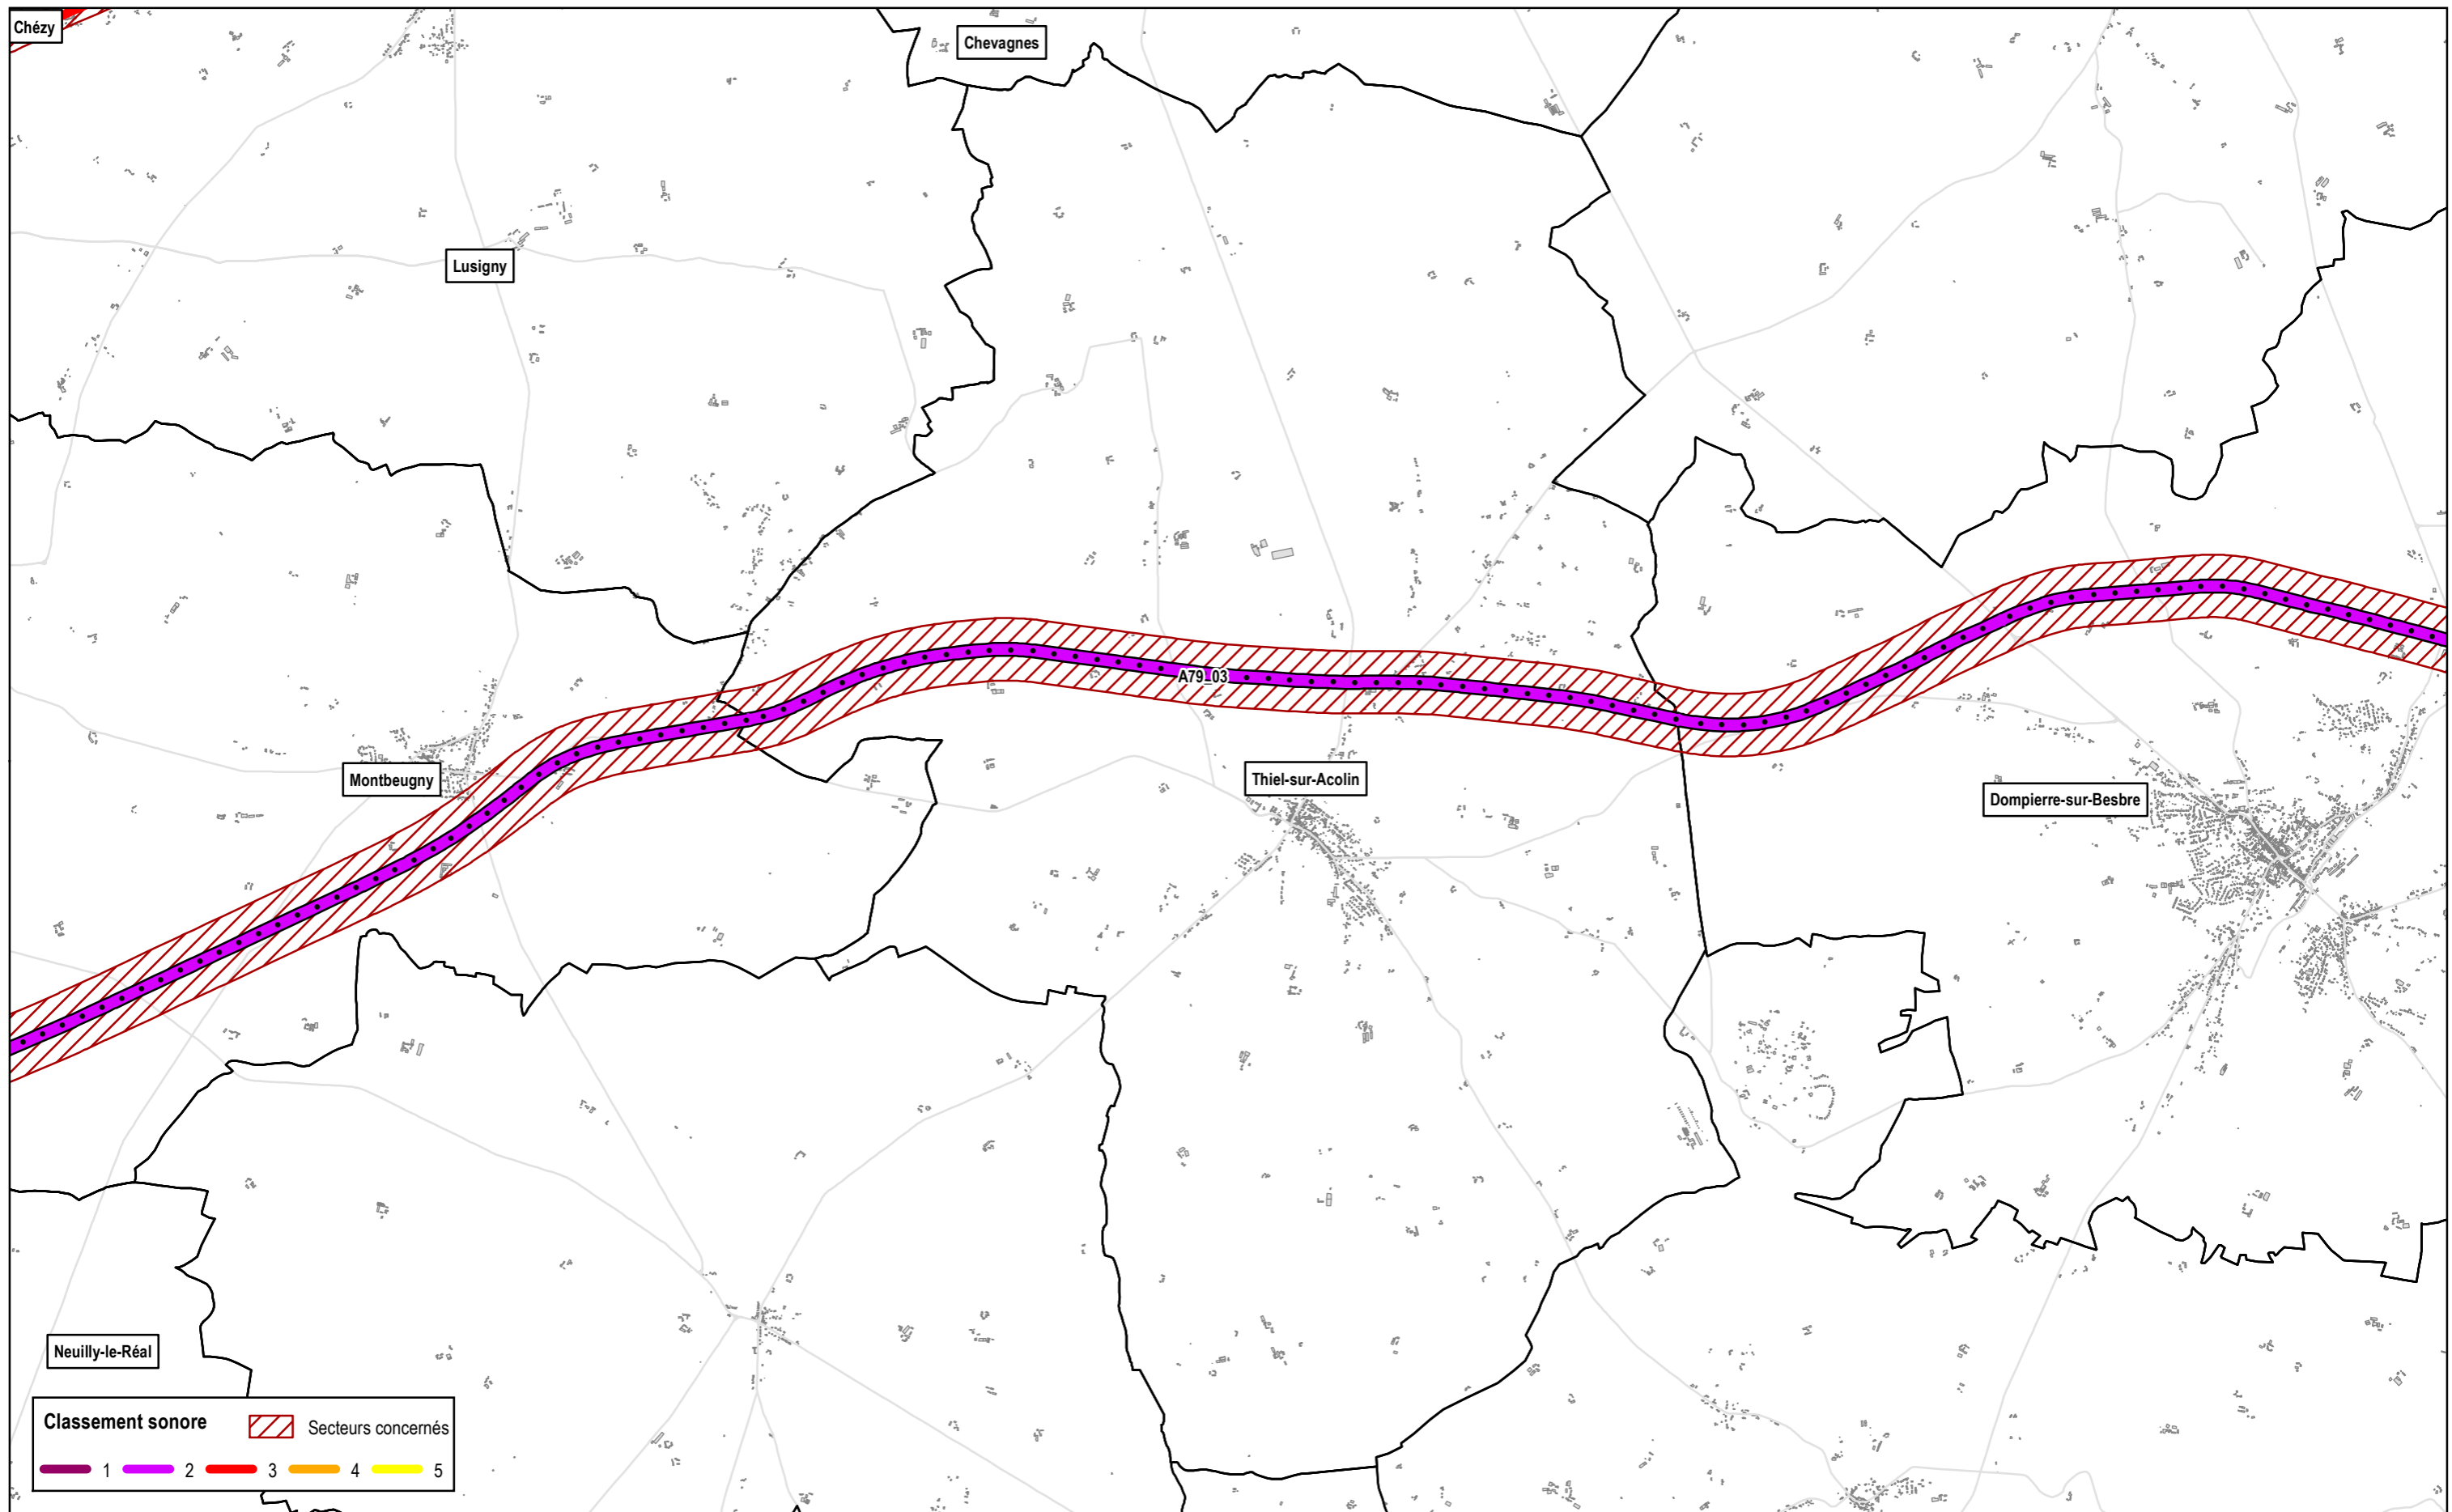 Chézy
Chevagnes
Lusigny
A79_03
Montbeugny
Thiel-sur-Acolin
Dompierre-sur-Besbre
Neuilly-le-Réal
Classement sonore
Secteurs concernés
1 2 3 4 5